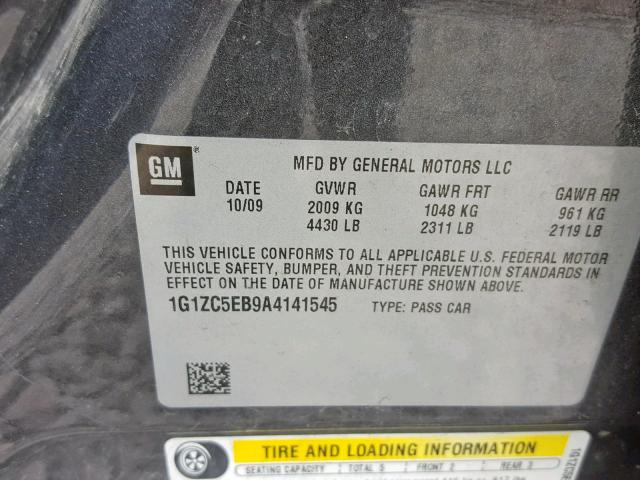 GM ® MFD BY GENERAL MOTORS LLC
DATE GVWR GAWR FRT GAWR RR
10/09 2009 KG 1048 KG 961 KG
4430 LB 2311 LB 2119 LB
THIS VEHICLE CONFORMS TO ALL APPLICABLE U.S. FEDERAL MOTOR
VEHICLE SAFETY, BUMPER, AND THEFT PREVENTION STANDARDS IN
EFFECT ON THE DATE OF MANUFACTURE SHOWN ABOVE.
1G1ZC5EB9A4141545 TYPE: PASS CAR
TIRE AND LOADING INFORMATION
SEATING CAPACITY TOTAL 5 FRONT 2 REAR 3